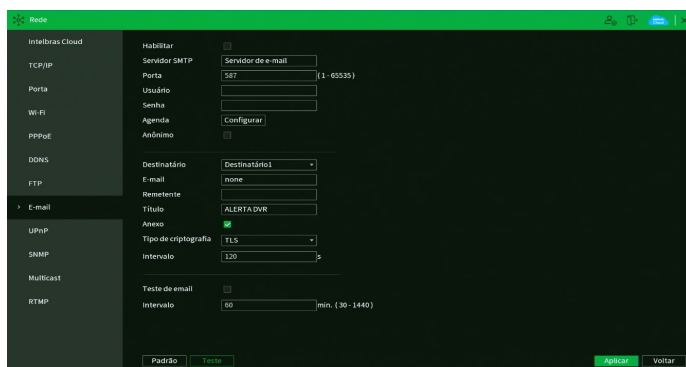 Rede
Intelbras Cloud
TCP/IP
Porta
Wi-Fi
PPPoE
DDNS
FTP
E-mail
UPnP
SNMP
Multicast
RTMP
Habilitar
Servidor SMTP Servidor de e-mail
Porta 587 (1-65535)
Usuário
Senha
Agenda Configurar
Anônimo
Destinatário Destinatário1
E-mail none
Remetente
Título ALERTA DVR
Anexo
Tipo de criptografia TLS
Intervalo 120 s
Teste de email
Intervalo 60 min. (30-1440)
Padrão Teste Aplicar Voltar